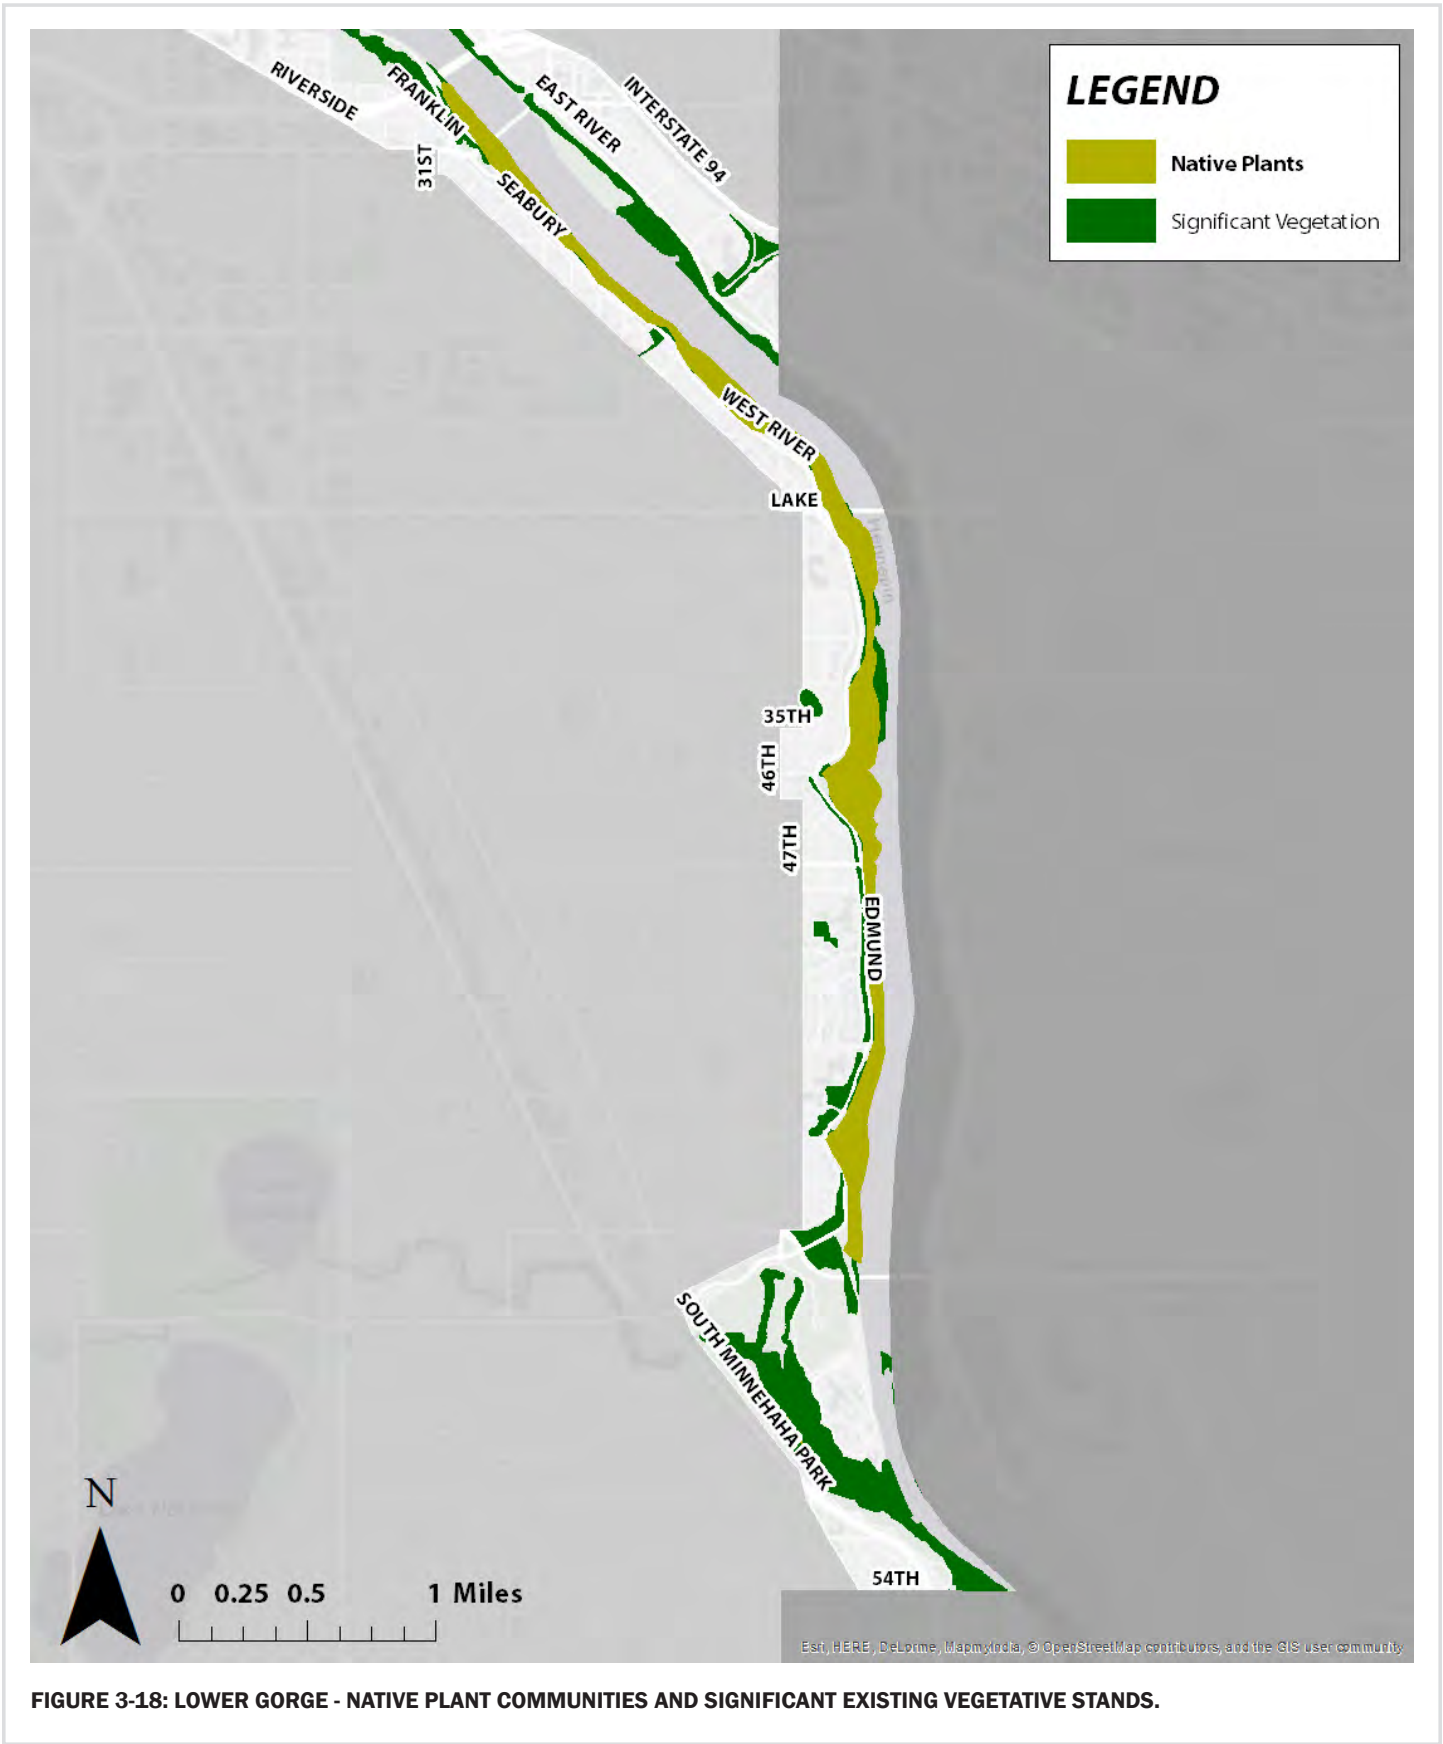 LEGEND
Native Plants
Significant Vegetation
RIVERSIDE
FRANKLIN
EAST RIVER
INTERSTATE 94
31ST
SEABURY
WEST RIVER
LAKE
Hennepin
35TH
46TH
47TH
EDMUND
SOUTH MINNEHAHA PARK
54TH
N
0 0.25 0.5 1 Miles
Esri, HERE, DeLorme, MapmyIndia, © OpenStreetMap contributors, and the GIS user community
FIGURE 3-18: LOWER GORGE - NATIVE PLANT COMMUNITIES AND SIGNIFICANT EXISTING VEGETATIVE STANDS.